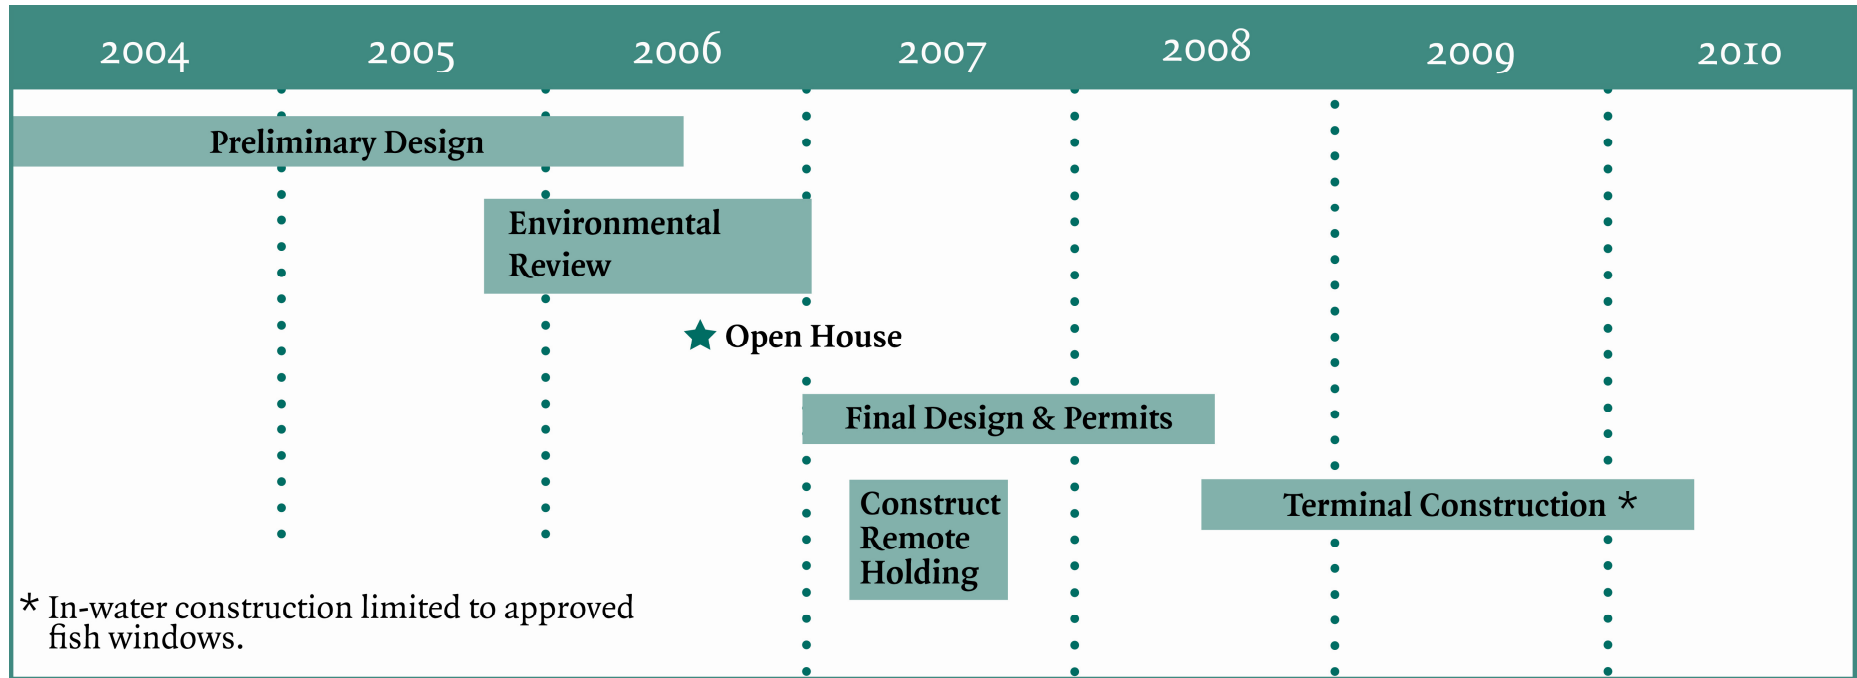 2004 2005 2006 2007 2008 2009 2010
Preliminary Design
Environmental
Review
Open House
Final Design & Permits
Construct
Remote
Holding
Terminal Construction *
* In-water construction limited to approved
fish windows.